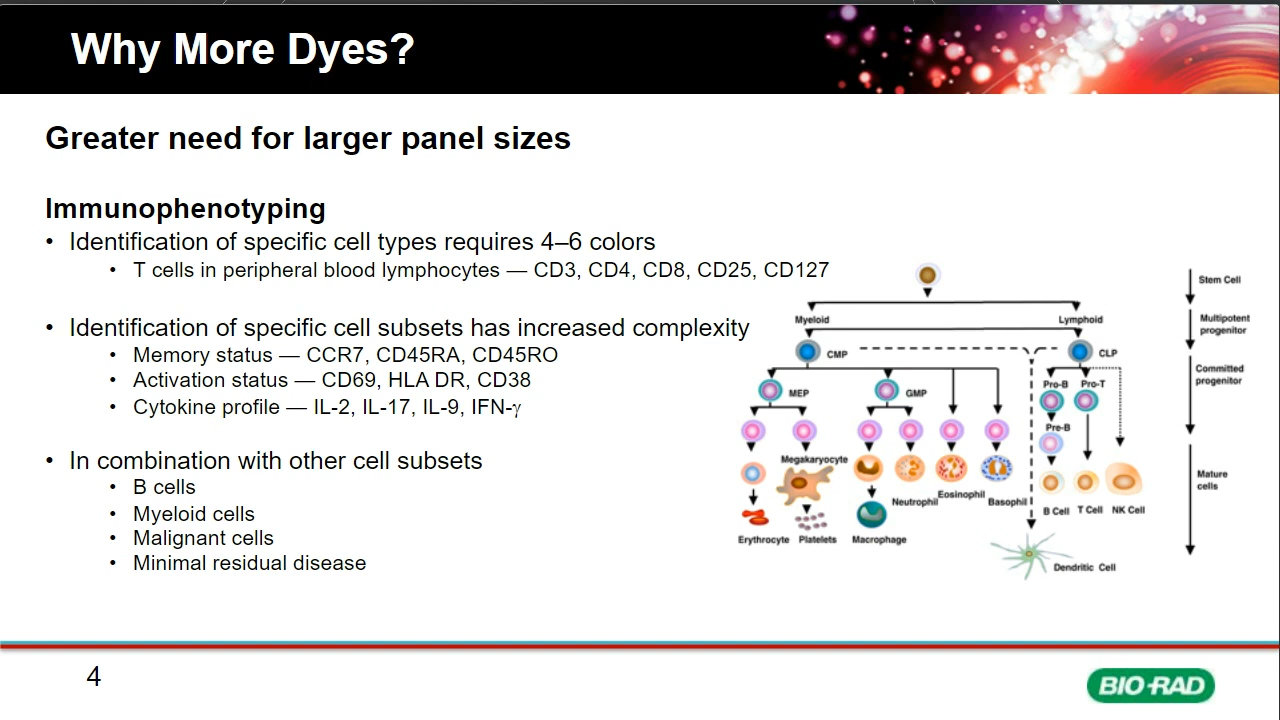 Why More Dyes?
Greater need for larger panel sizes
Immunophenotyping
• Identification of specific cell types requires 4–6 colors
• T cells in peripheral blood lymphocytes — CD3, CD4, CD8, CD25, CD127
• Identification of specific cell subsets has increased complexity
• Memory status — CCR7, CD45RA, CD45RO
• Activation status — CD69, HLA DR, CD38
• Cytokine profile — IL-2, IL-17, IL-9, IFN-γ
• In combination with other cell subsets
• B cells
• Myeloid cells
• Malignant cells
• Minimal residual disease
Stem Cell
Myeloid
Lymphoid
Multipotent
progenitor
CMP
CLP
Committed
progenitor
MEP
GMP
Pro-B
Pro-T
Pre-B
Megakaryocyte
Mature
cells
Neutrophil
Eosinophil
Basophil
B Cell
T Cell
NK Cell
Erythrocyte
Platelets
Macrophage
Dendritic Cell
4
BIO-RAD